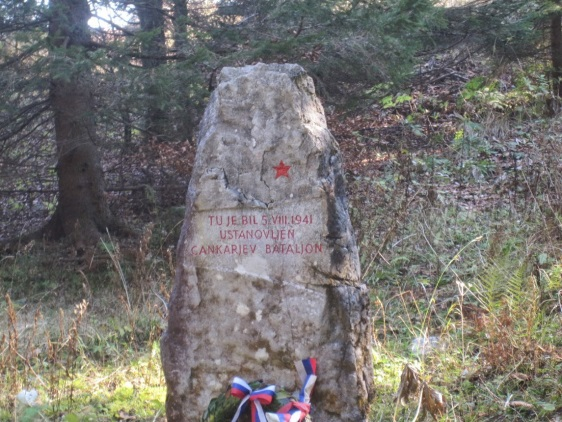 TU JE BIL 5. VIII. 1941
USTANOVLJEN
CANKARJEV BATALJON